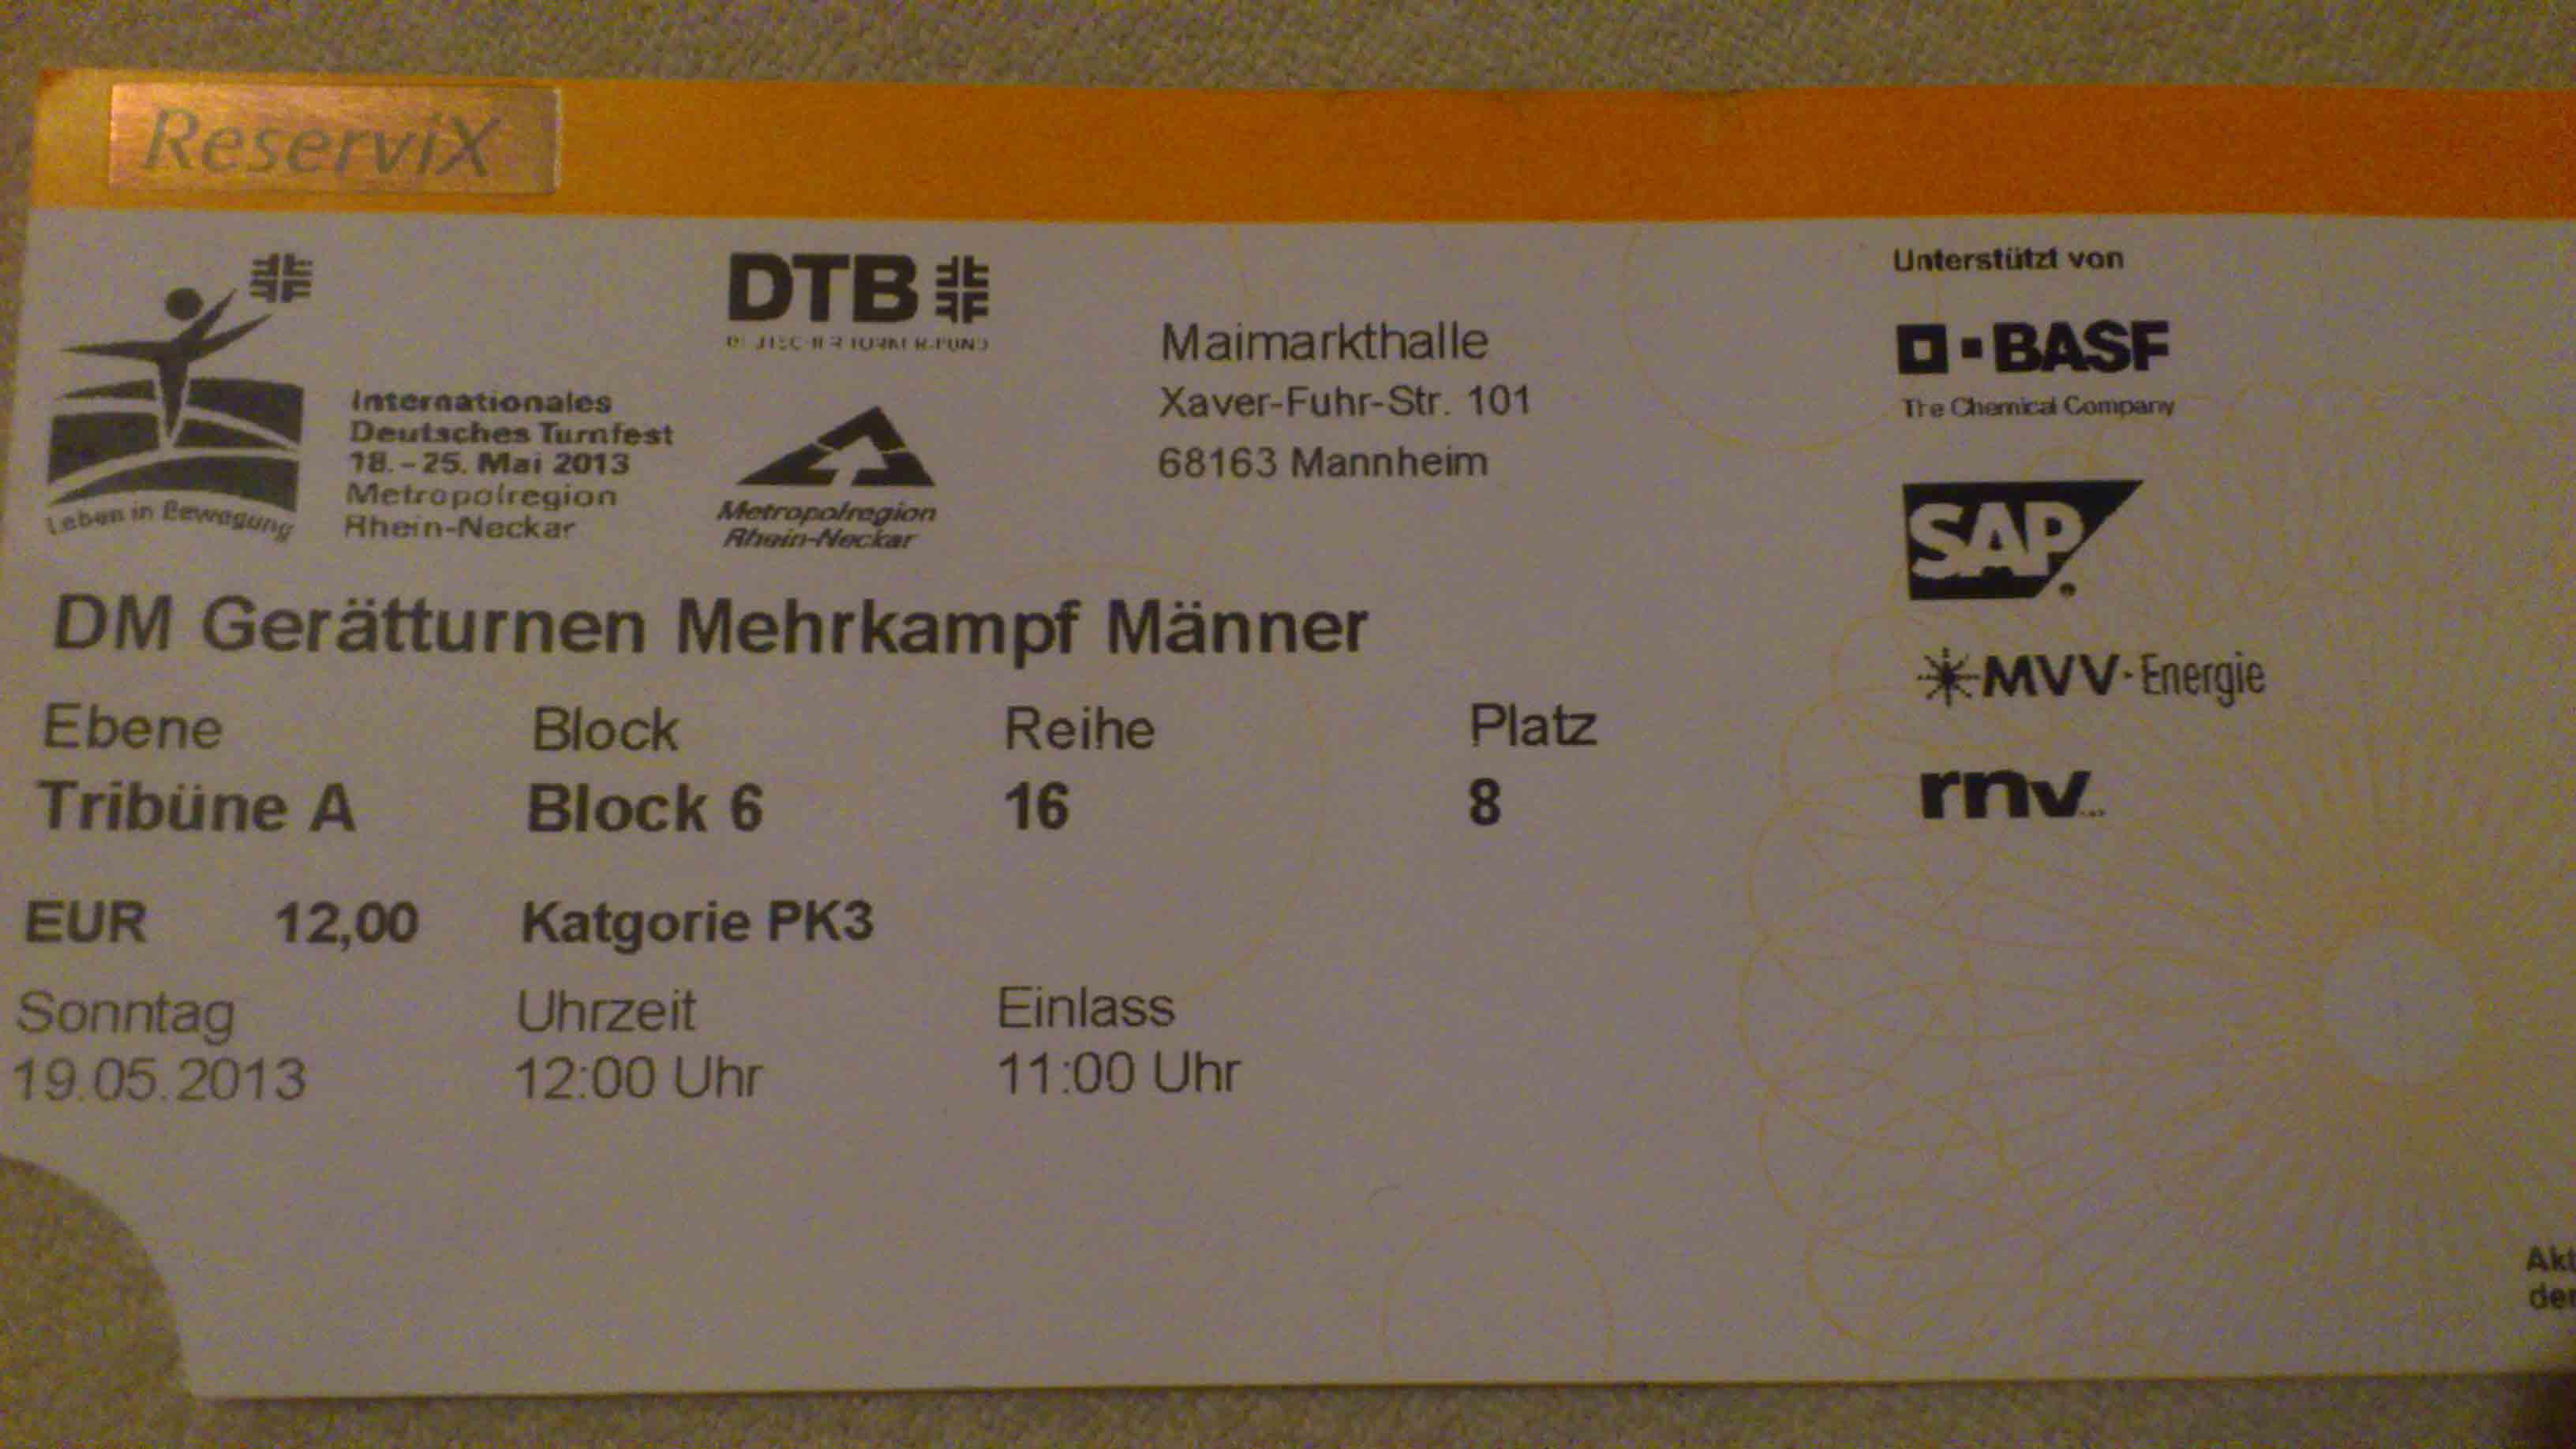 ReserviX
Internationales
Deutsches Turnfest
18. - 25. Mai 2013
Metropolregion
Rhein-Neckar
Leben in Bewegung
DTB
DEUTSCHER TURNER-BUND
Metropolregion
Rhein-Neckar
Maimarkthalle
Xaver-Fuhr-Str. 101
68163 Mannheim
Unterstützt von
BASF
The Chemical Company
SAP
MVV Energie
rnv
DM Gerätturnen Mehrkampf Männer
Ebene Block Reihe Platz
Tribüne A Block 6 16 8
EUR 12,00 Katgorie PK3
Sonntag Uhrzeit Einlass
19.05.2013 12:00 Uhr 11:00 Uhr